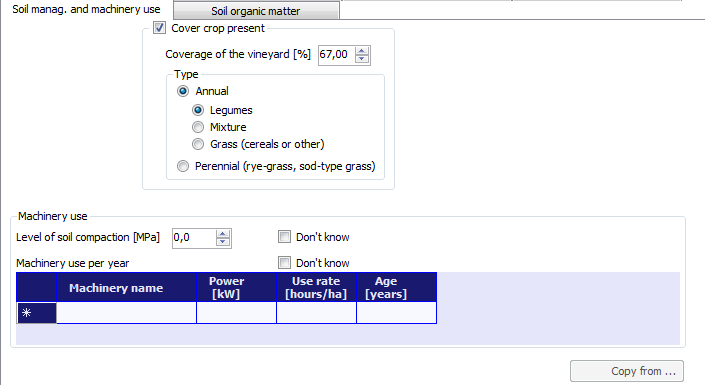 Soil manag. and machinery use
Soil organic matter
Cover crop present
Coverage of the vineyard [%] 67,00
Type
Annual
Legumes
Mixture
Grass (cereals or other)
Perennial (rye-grass, sod-type grass)
Machinery use
Level of soil compaction [MPa] 0,0 Don't know
Machinery use per year Don't know
Machinery name Power [kW] Use rate [hours/ha] Age [years]
Copy from ...